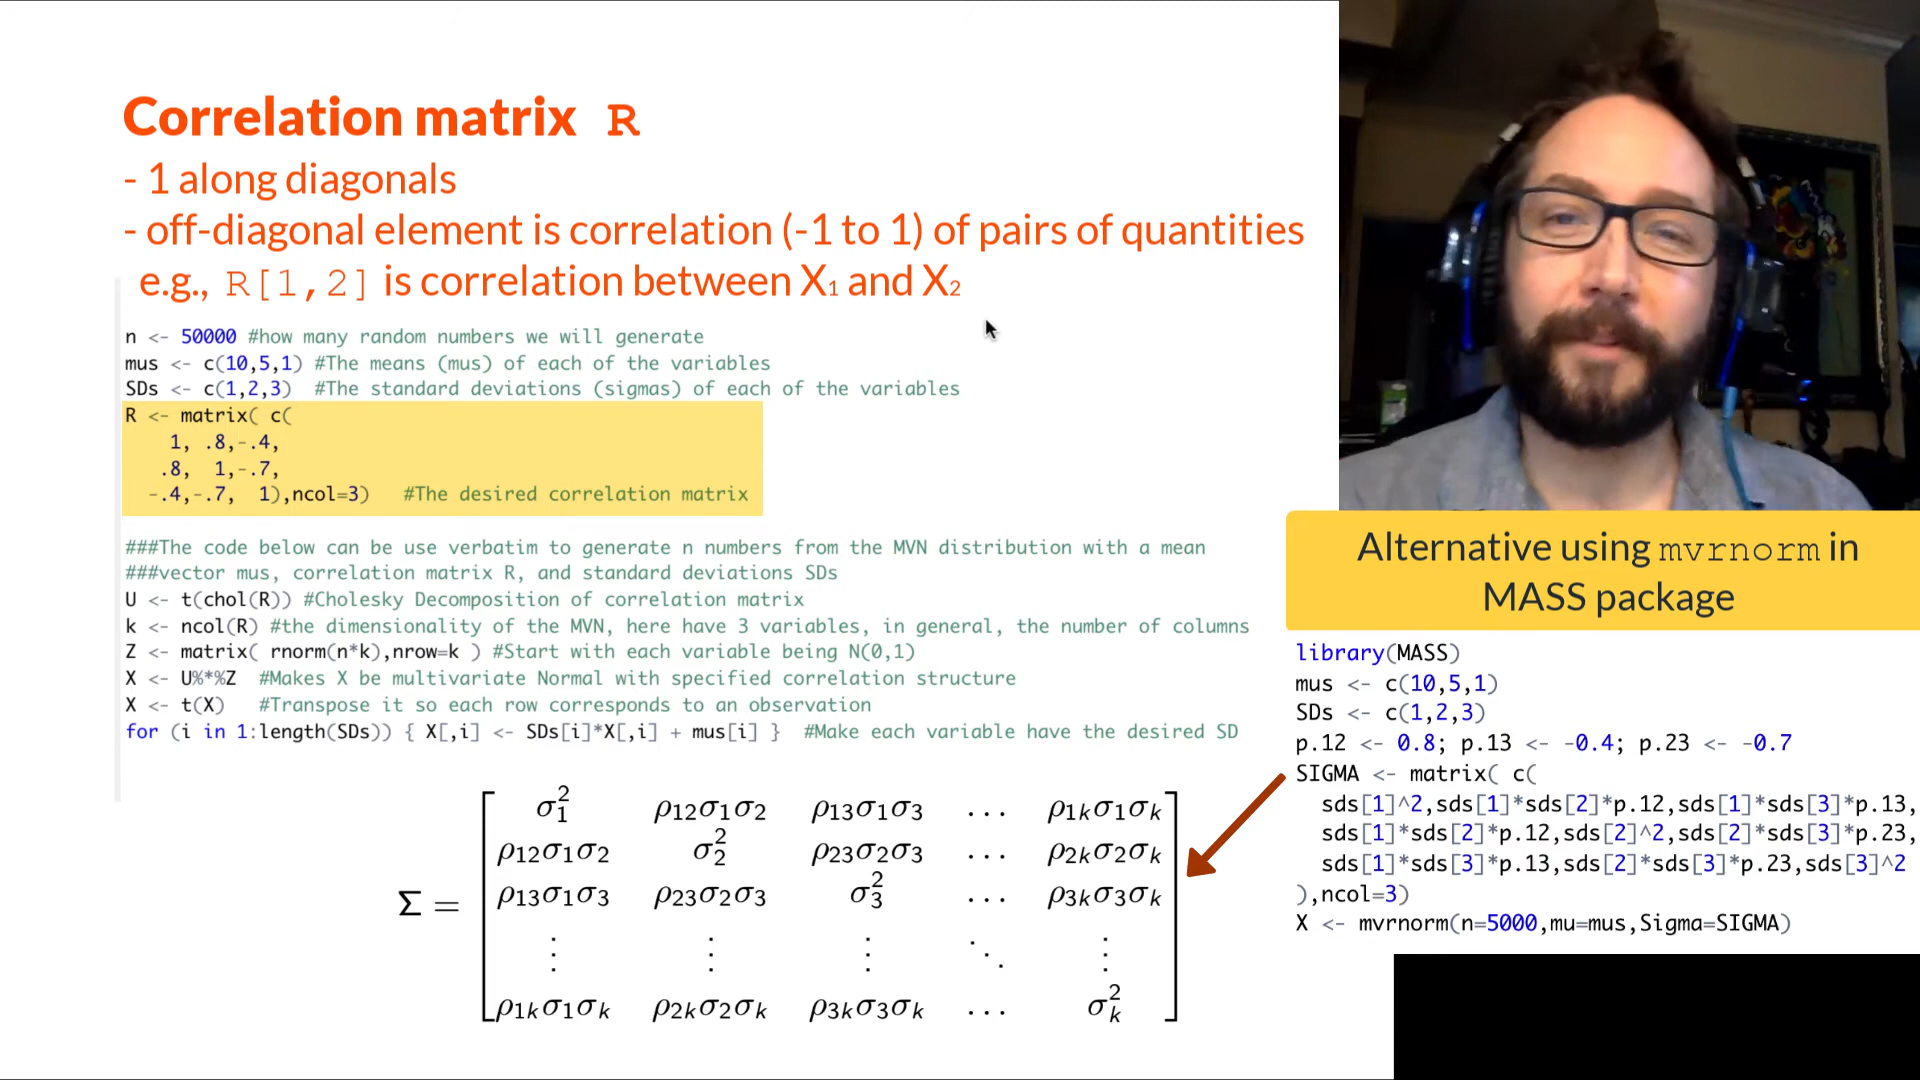 Correlation matrix R
- 1 along diagonals
- off-diagonal element is correlation (-1 to 1) of pairs of quantities
e.g., R[1,2] is correlation between X₁ and X₂
n <- 50000 #how many random numbers we will generate
mus <- c(10,5,1) #The means (mus) of each of the variables
SDs <- c(1,2,3)  #The standard deviations (sigmas) of each of the variables
R <- matrix( c(
1, .8,-.4,
.8,  1,-.7,
-.4,-.7,  1),ncol=3)   #The desired correlation matrix
###The code below can be use verbatim to generate n numbers from the MVN distribution with a mean
###vector mus, correlation matrix R, and standard deviations SDs
U <- t(chol(R)) #Cholesky Decomposition of correlation matrix
k <- ncol(R) #the dimensionality of the MVN, here have 3 variables, in general, the number of columns
Z <- matrix( rnorm(n*k),nrow=k ) #Start with each variable being N(0,1)
X <- U%*%Z  #Makes X be multivariate Normal with specified correlation structure
X <- t(X)   #Transpose it so each row corresponds to an observation
for (i in 1:length(SDs)) { X[,i] <- SDs[i]*X[,i] + mus[i] }  #Make each variable have the desired SD
σ₁² ρ₁₂σ₁σ₂ ρ₁₃σ₁σ₃ … ρ₁ₖσ₁σₖ
ρ₁₂σ₁σ₂ σ₂² ρ₂₃σ₂σ₃ … ρ₂ₖσ₂σₖ
Σ = ρ₁₃σ₁σ₃ ρ₂₃σ₂σ₃ σ₃² … ρ₃ₖσ₃σₖ
⋮ ⋮ ⋮ ⋱ ⋮
ρ₁ₖσ₁σₖ ρ₂ₖσ₂σₖ ρ₃ₖσ₃σₖ … σₖ²
Alternative using mvrnorm in
MASS package
library(MASS)
mus <- c(10,5,1)
SDs <- c(1,2,3)
p.12 <- 0.8; p.13 <- -0.4; p.23 <- -0.7
SIGMA <- matrix( c(
sds[1]^2,sds[1]*sds[2]*p.12,sds[1]*sds[3]*p.13,
sds[1]*sds[2]*p.12,sds[2]^2,sds[2]*sds[3]*p.23,
sds[1]*sds[3]*p.13,sds[2]*sds[3]*p.23,sds[3]^2
),ncol=3)
X <- mvrnorm(n=5000,mu=mus,Sigma=SIGMA)